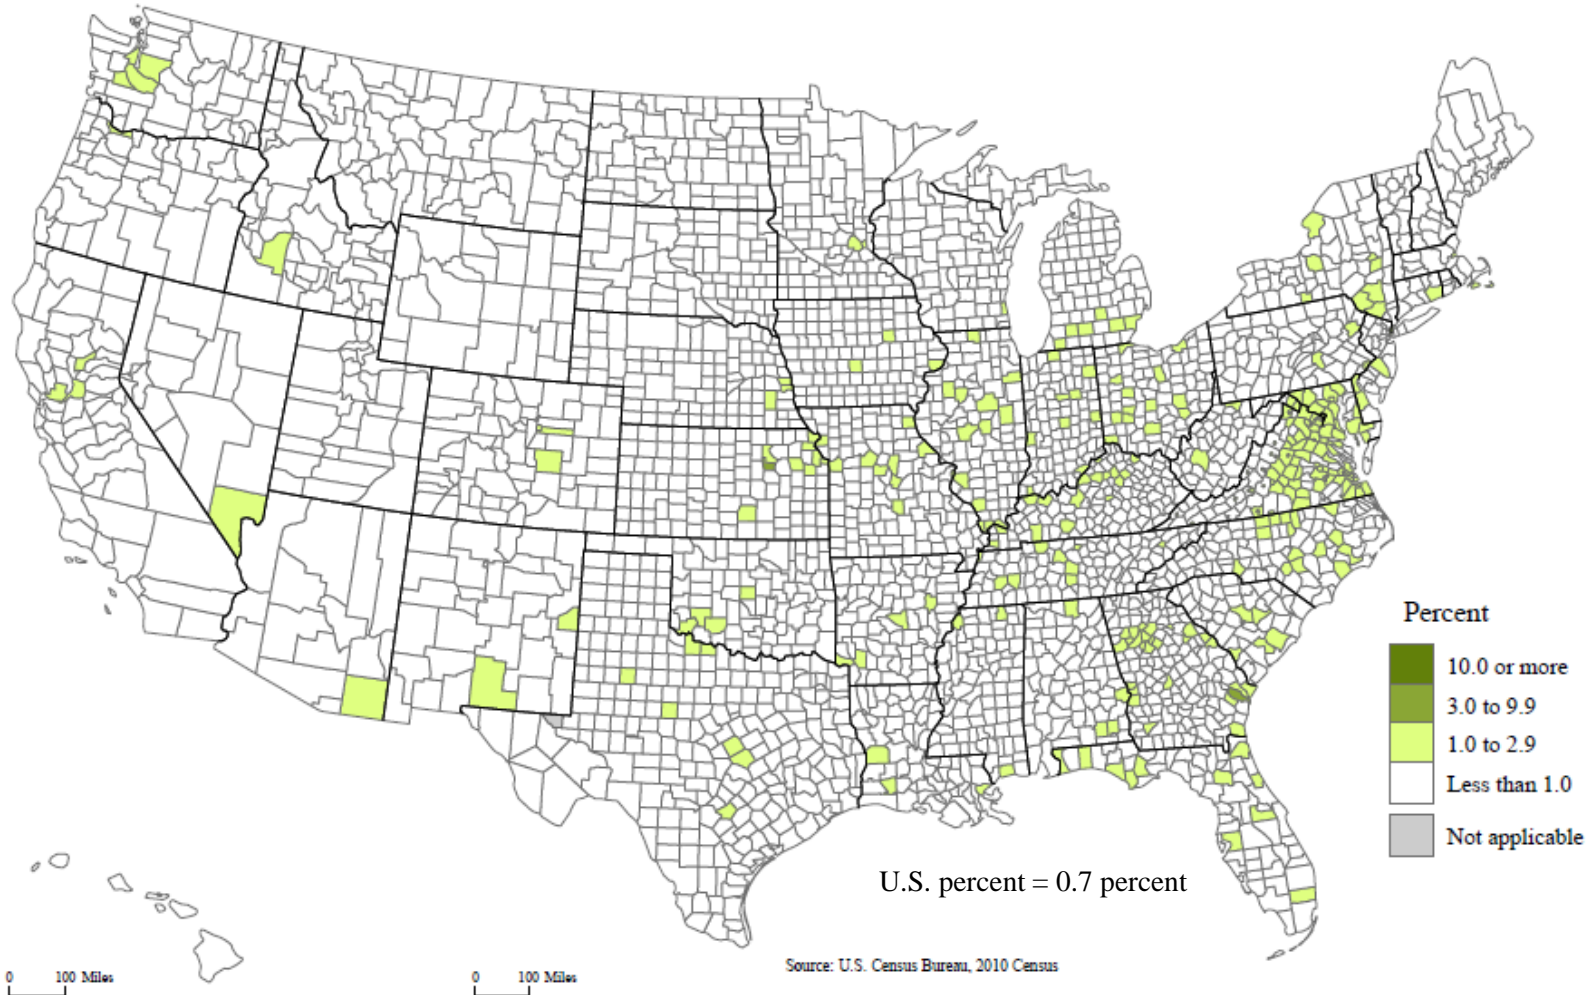 Percent
10.0 or more
3.0 to 9.9
1.0 to 2.9
Less than 1.0
Not applicable
U.S. percent = 0.7 percent
Source: U.S. Census Bureau, 2010 Census
0 100 Miles
0 100 Miles